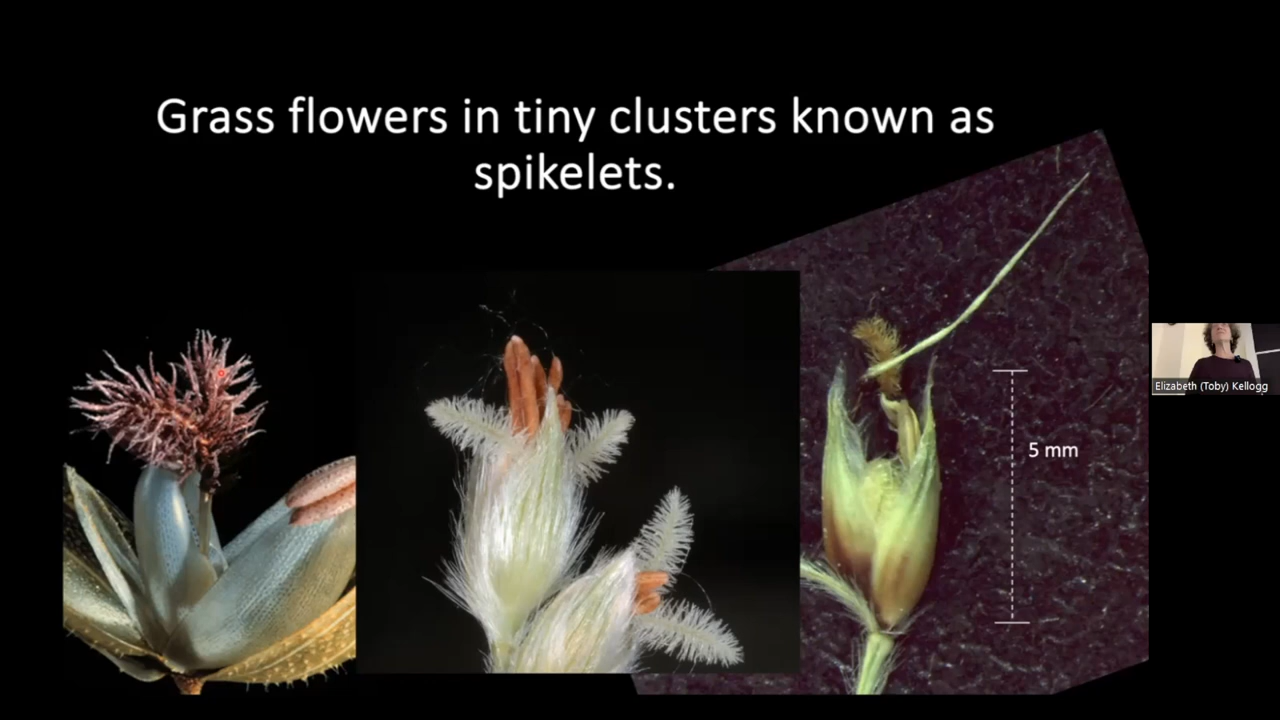 Grass flowers in tiny clusters known as
spikelets.
5 mm
Elizabeth (Toby) Kellogg